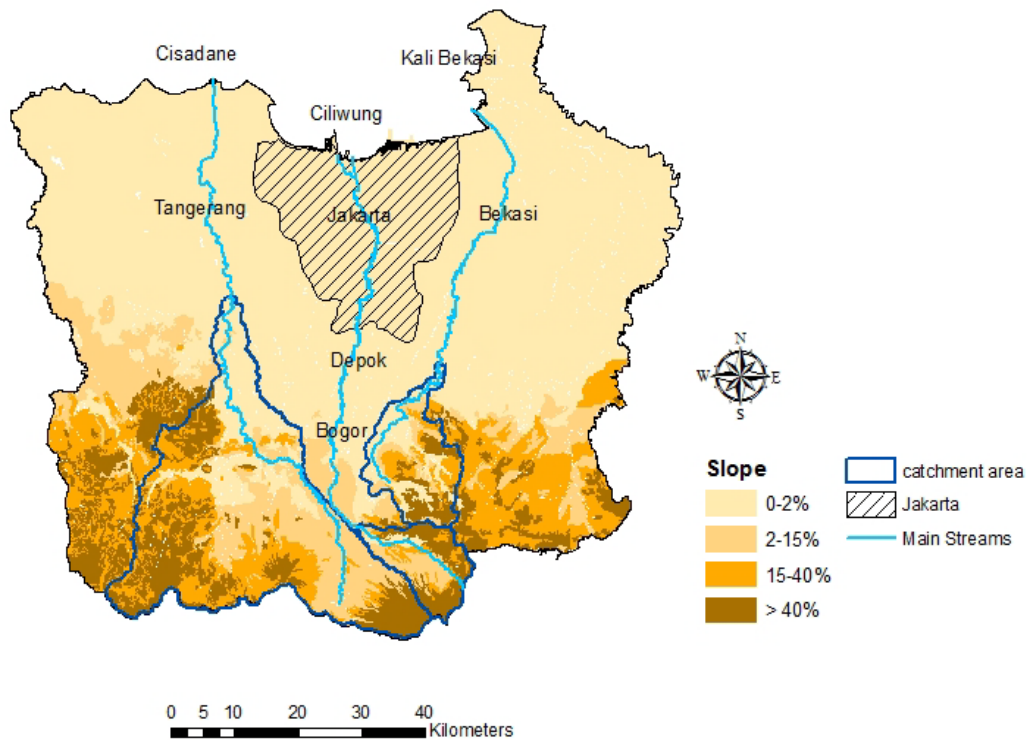 Cisadane
Kali Bekasi
Ciliwung
Tangerang
Jakarta
Bekasi
Depok
Bogor
N
W
E
S
Slope
0-2%
2-15%
15-40%
> 40%
catchment area
Jakarta
Main Streams
0 5 10 20 30 40
Kilometers